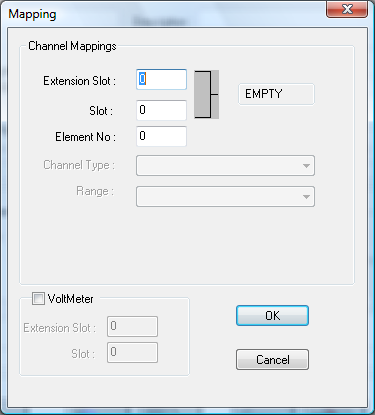 Mapping
Channel Mappings
Extension Slot : 0
EMPTY
Slot : 0
Element No : 0
Channel Type :
Range :
VoltMeter
Extension Slot : 0
Slot : 0
OK
Cancel